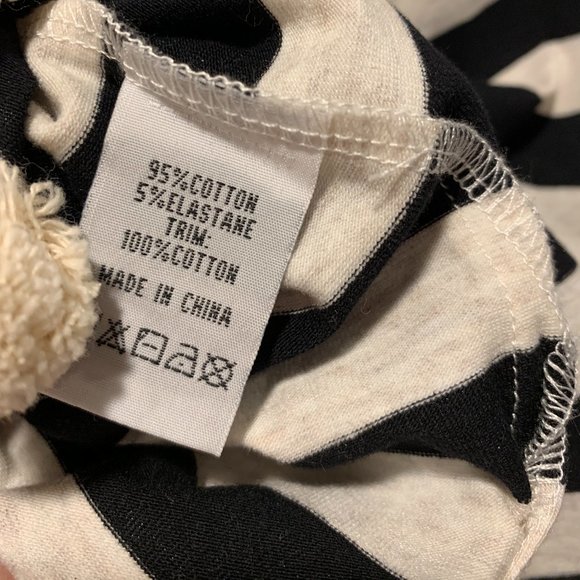 95%COTTON
5%ELASTANE
TRIM-
100%COTTON
MADE IN CHINA